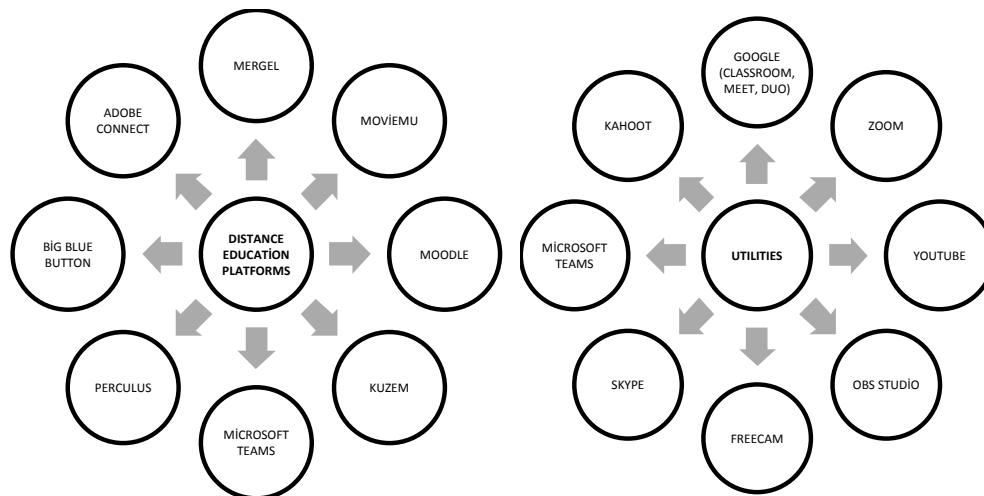 MERGEL
MOVİEMU
MOODLE
KUZEM
MİCROSOFT
TEAMS
PERCULUS
BİG BLUE
BUTTON
ADOBE
CONNECT
DISTANCE
EDUCATİON
PLATFORMS
GOOGLE
(CLASSROOM,
MEET, DUO)
ZOOM
YOUTUBE
OBS STUDİO
FREECAM
SKYPE
MİCROSOFT
TEAMS
KAHOOT
UTILITIES